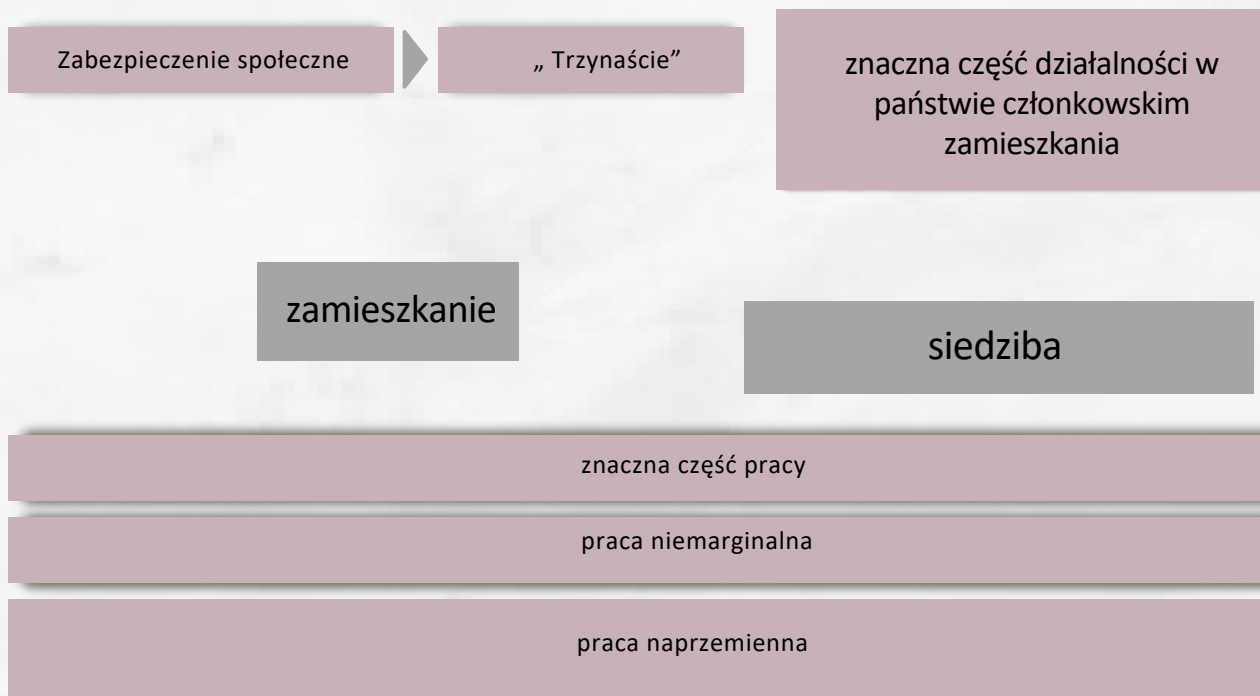 Zabezpieczenie społeczne
„ Trzynaście”
znaczna część działalności w
państwie członkowskim
zamieszkania
zamieszkanie
siedziba
znaczna część pracy
praca niemarginalna
praca naprzemienna